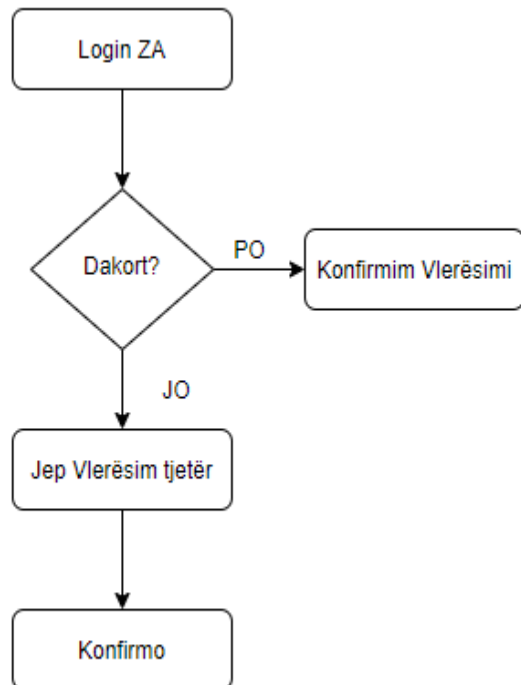 Login ZA
Dakort?
PO
Konfirmim Vlerësimi
JO
Jep Vlerësim tjetër
Konfirmo